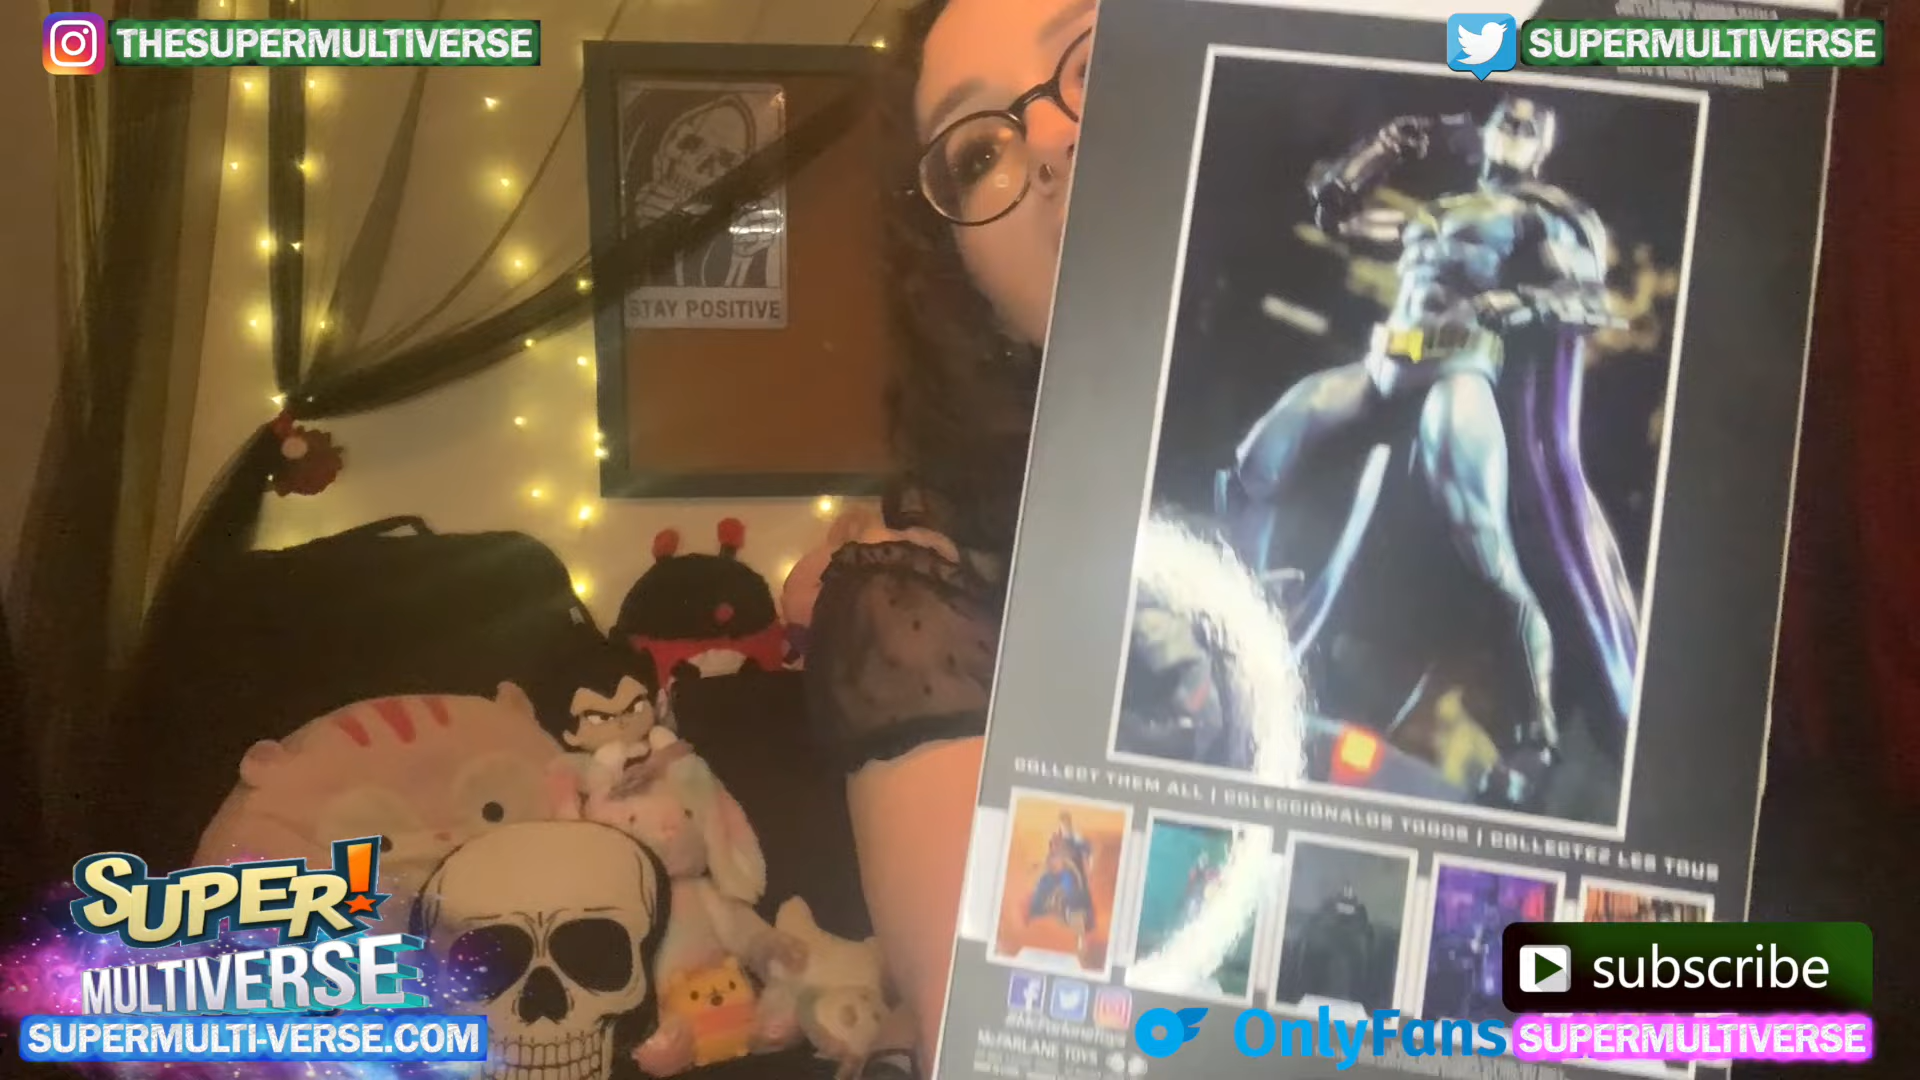 THESUPERMULTIVERSE
SUPERMULTIVERSE
STAY POSITIVE
COLLECT THEM ALL | COLECCIÓNALOS TODOS | COLLECTEZ LES TOUS
SUPER!
MULTIVERSE
SUPERMULTI-VERSE.COM
subscribe
McFARLANE TOYS
OnlyFans
SUPERMULTIVERSE